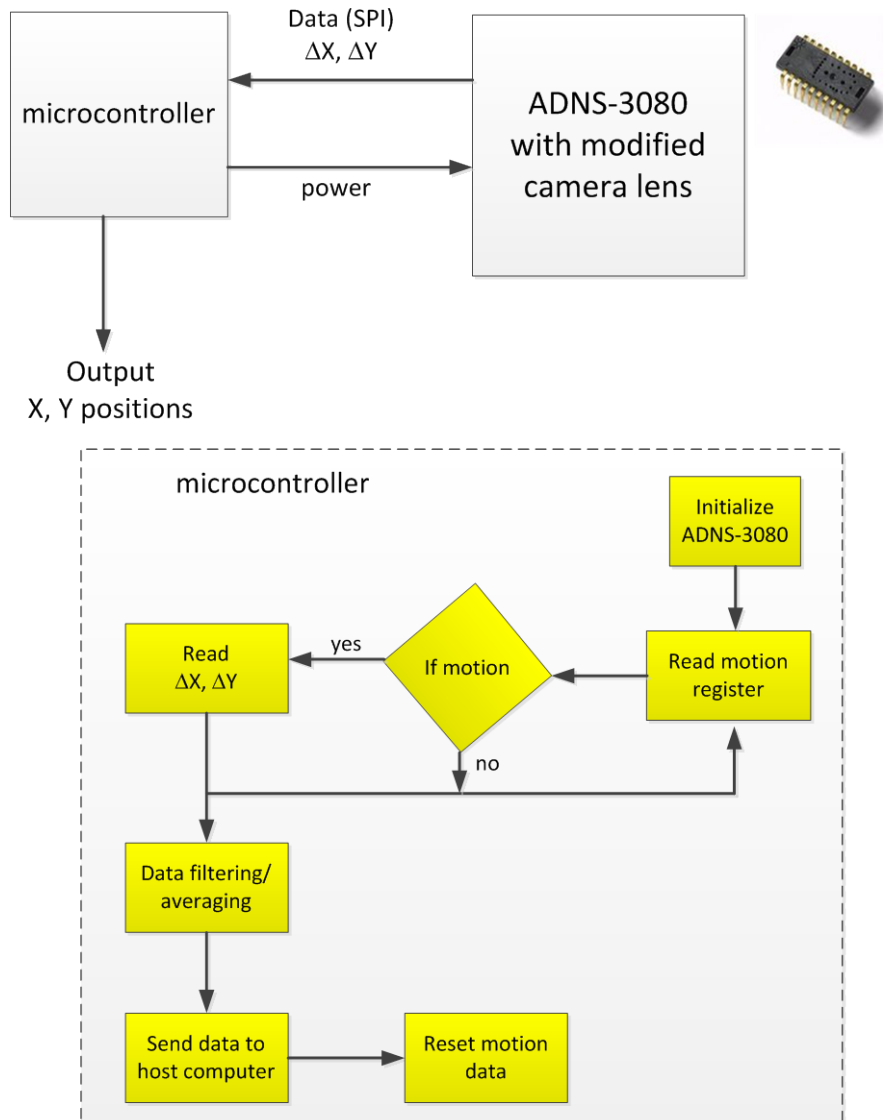 Data (SPI)
ΔX, ΔY
microcontroller
ADNS-3080
with modified
camera lens
power
Output
X, Y positions
microcontroller
Initialize
ADNS-3080
Read
ΔX, ΔY
yes
If motion
Read motion
register
no
Data filtering/
averaging
Send data to
host computer
Reset motion
data